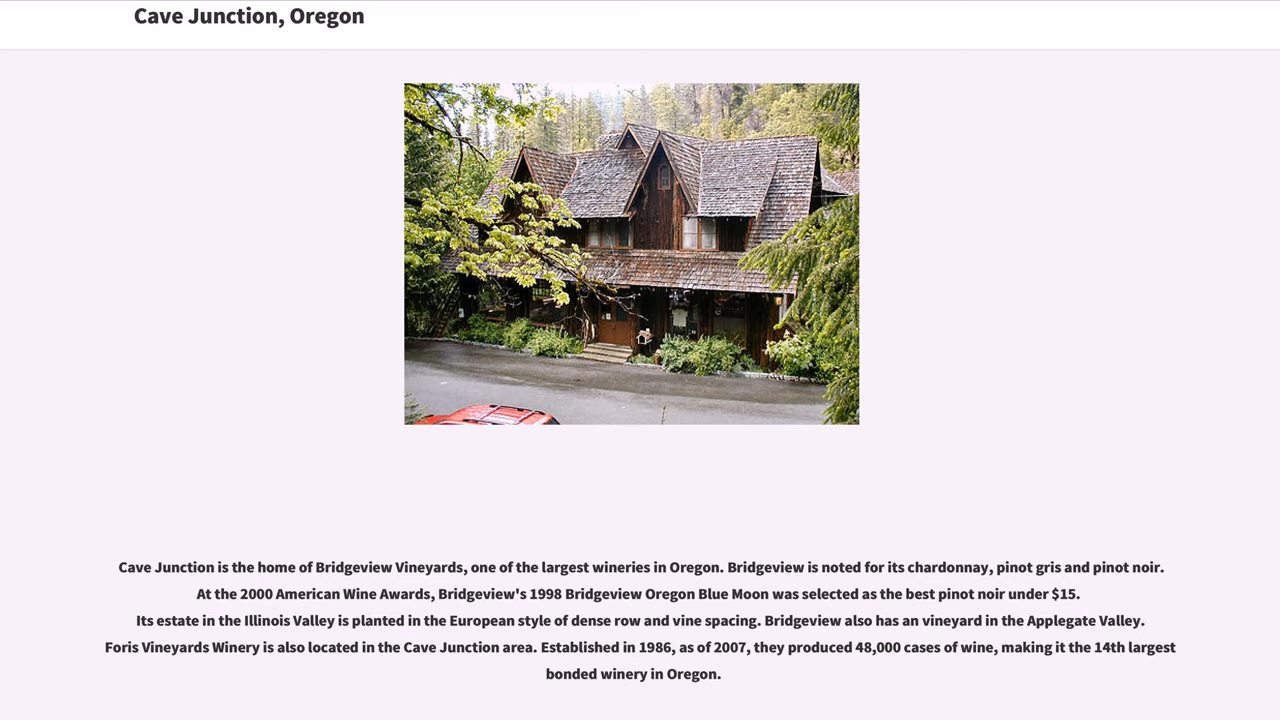 Cave Junction, Oregon
Cave Junction is the home of Bridgeview Vineyards, one of the largest wineries in Oregon. Bridgeview is noted for its chardonnay, pinot gris and pinot noir.
At the 2000 American Wine Awards, Bridgeview's 1998 Bridgeview Oregon Blue Moon was selected as the best pinot noir under $15.
Its estate in the Illinois Valley is planted in the European style of dense row and vine spacing. Bridgeview also has an vineyard in the Applegate Valley.
Foris Vineyards Winery is also located in the Cave Junction area. Established in 1986, as of 2007, they produced 48,000 cases of wine, making it the 14th largest
bonded winery in Oregon.